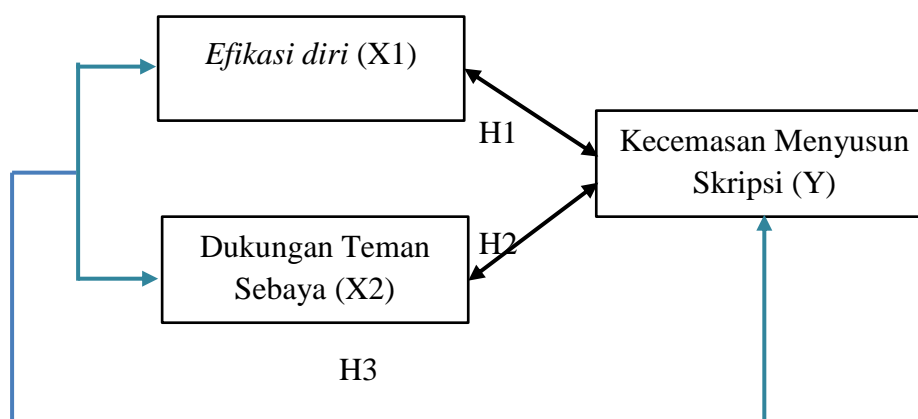 Efikasi diri (X1)
H1
Kecemasan Menyusun
Skripsi (Y)
Dukungan Teman
Sebaya (X2)
H2
H3